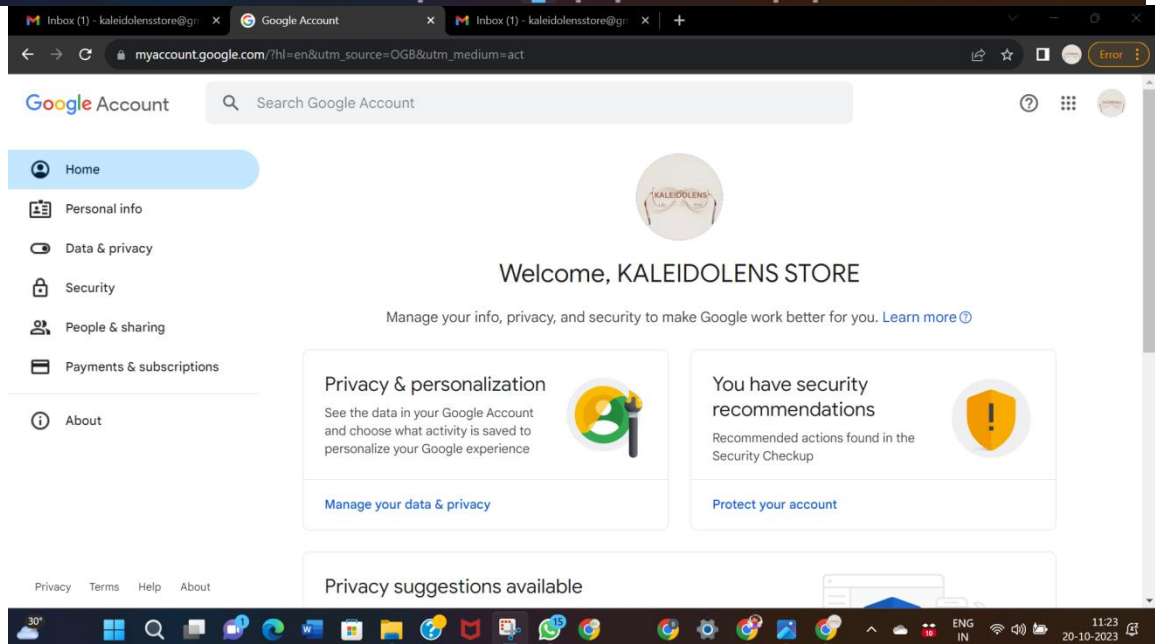 Inbox (1) - kaleidolensstore@gm
Google Account
Inbox (1) - kaleidolensstore@gm
myaccount.google.com/?hl=en&utm_source=OGB&utm_medium=act
Error
Google Account
Search Google Account
Home
Personal info
Data & privacy
Security
People & sharing
Payments & subscriptions
About
KALEIDOLENS
Welcome, KALEIDOLENS STORE
Manage your info, privacy, and security to make Google work better for you. Learn more
Privacy & personalization
See the data in your Google Account
and choose what activity is saved to
personalize your Google experience
Manage your data & privacy
You have security
recommendations
Recommended actions found in the
Security Checkup
Protect your account
Privacy suggestions available
Privacy Terms Help About
30°
15
10
ENG
IN
11:23
20-10-2023